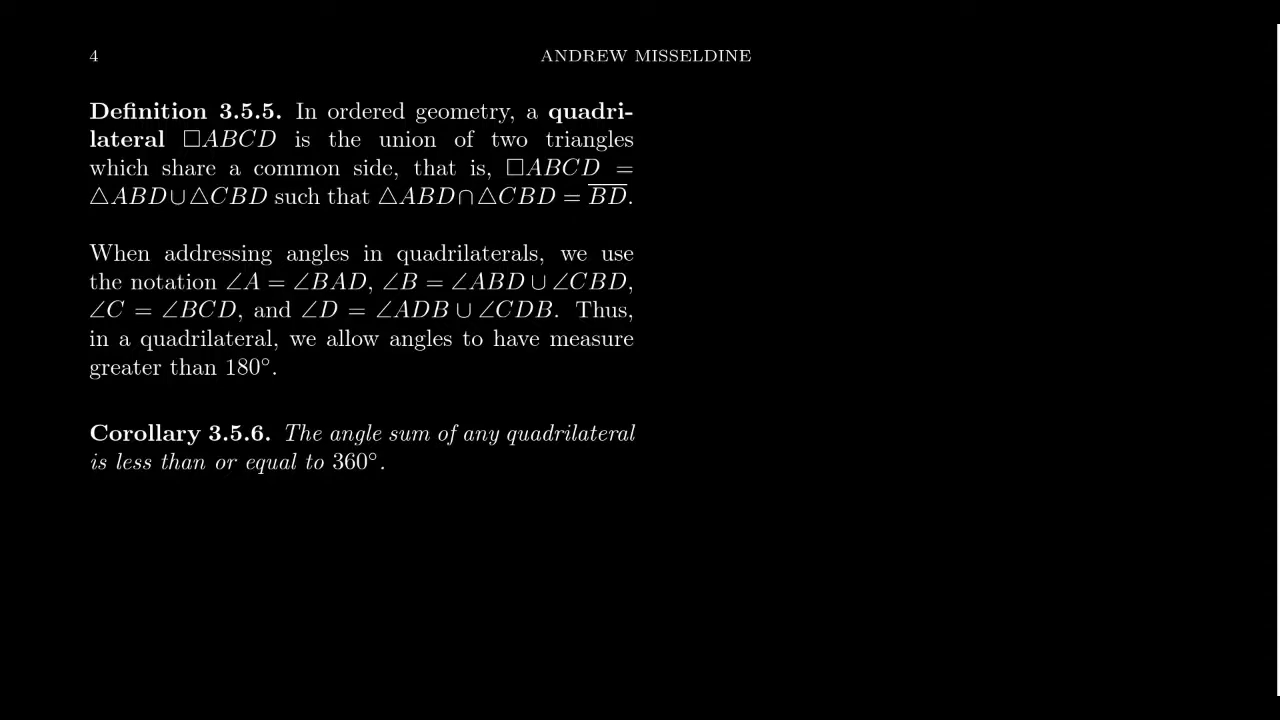 4 ANDREW MISSELDINE
Definition 3.5.5. In ordered geometry, a quadri-
lateral □ABCD is the union of two triangles
which share a common side, that is, □ABCD =
△ABD∪△CBD such that △ABD∩△CBD = B̅D̅.
When addressing angles in quadrilaterals, we use
the notation ∠A = ∠BAD, ∠B = ∠ABD ∪ ∠CBD,
∠C = ∠BCD, and ∠D = ∠ADB ∪ ∠CDB. Thus,
in a quadrilateral, we allow angles to have measure
greater than 180°.
Corollary 3.5.6. The angle sum of any quadrilateral
is less than or equal to 360°.